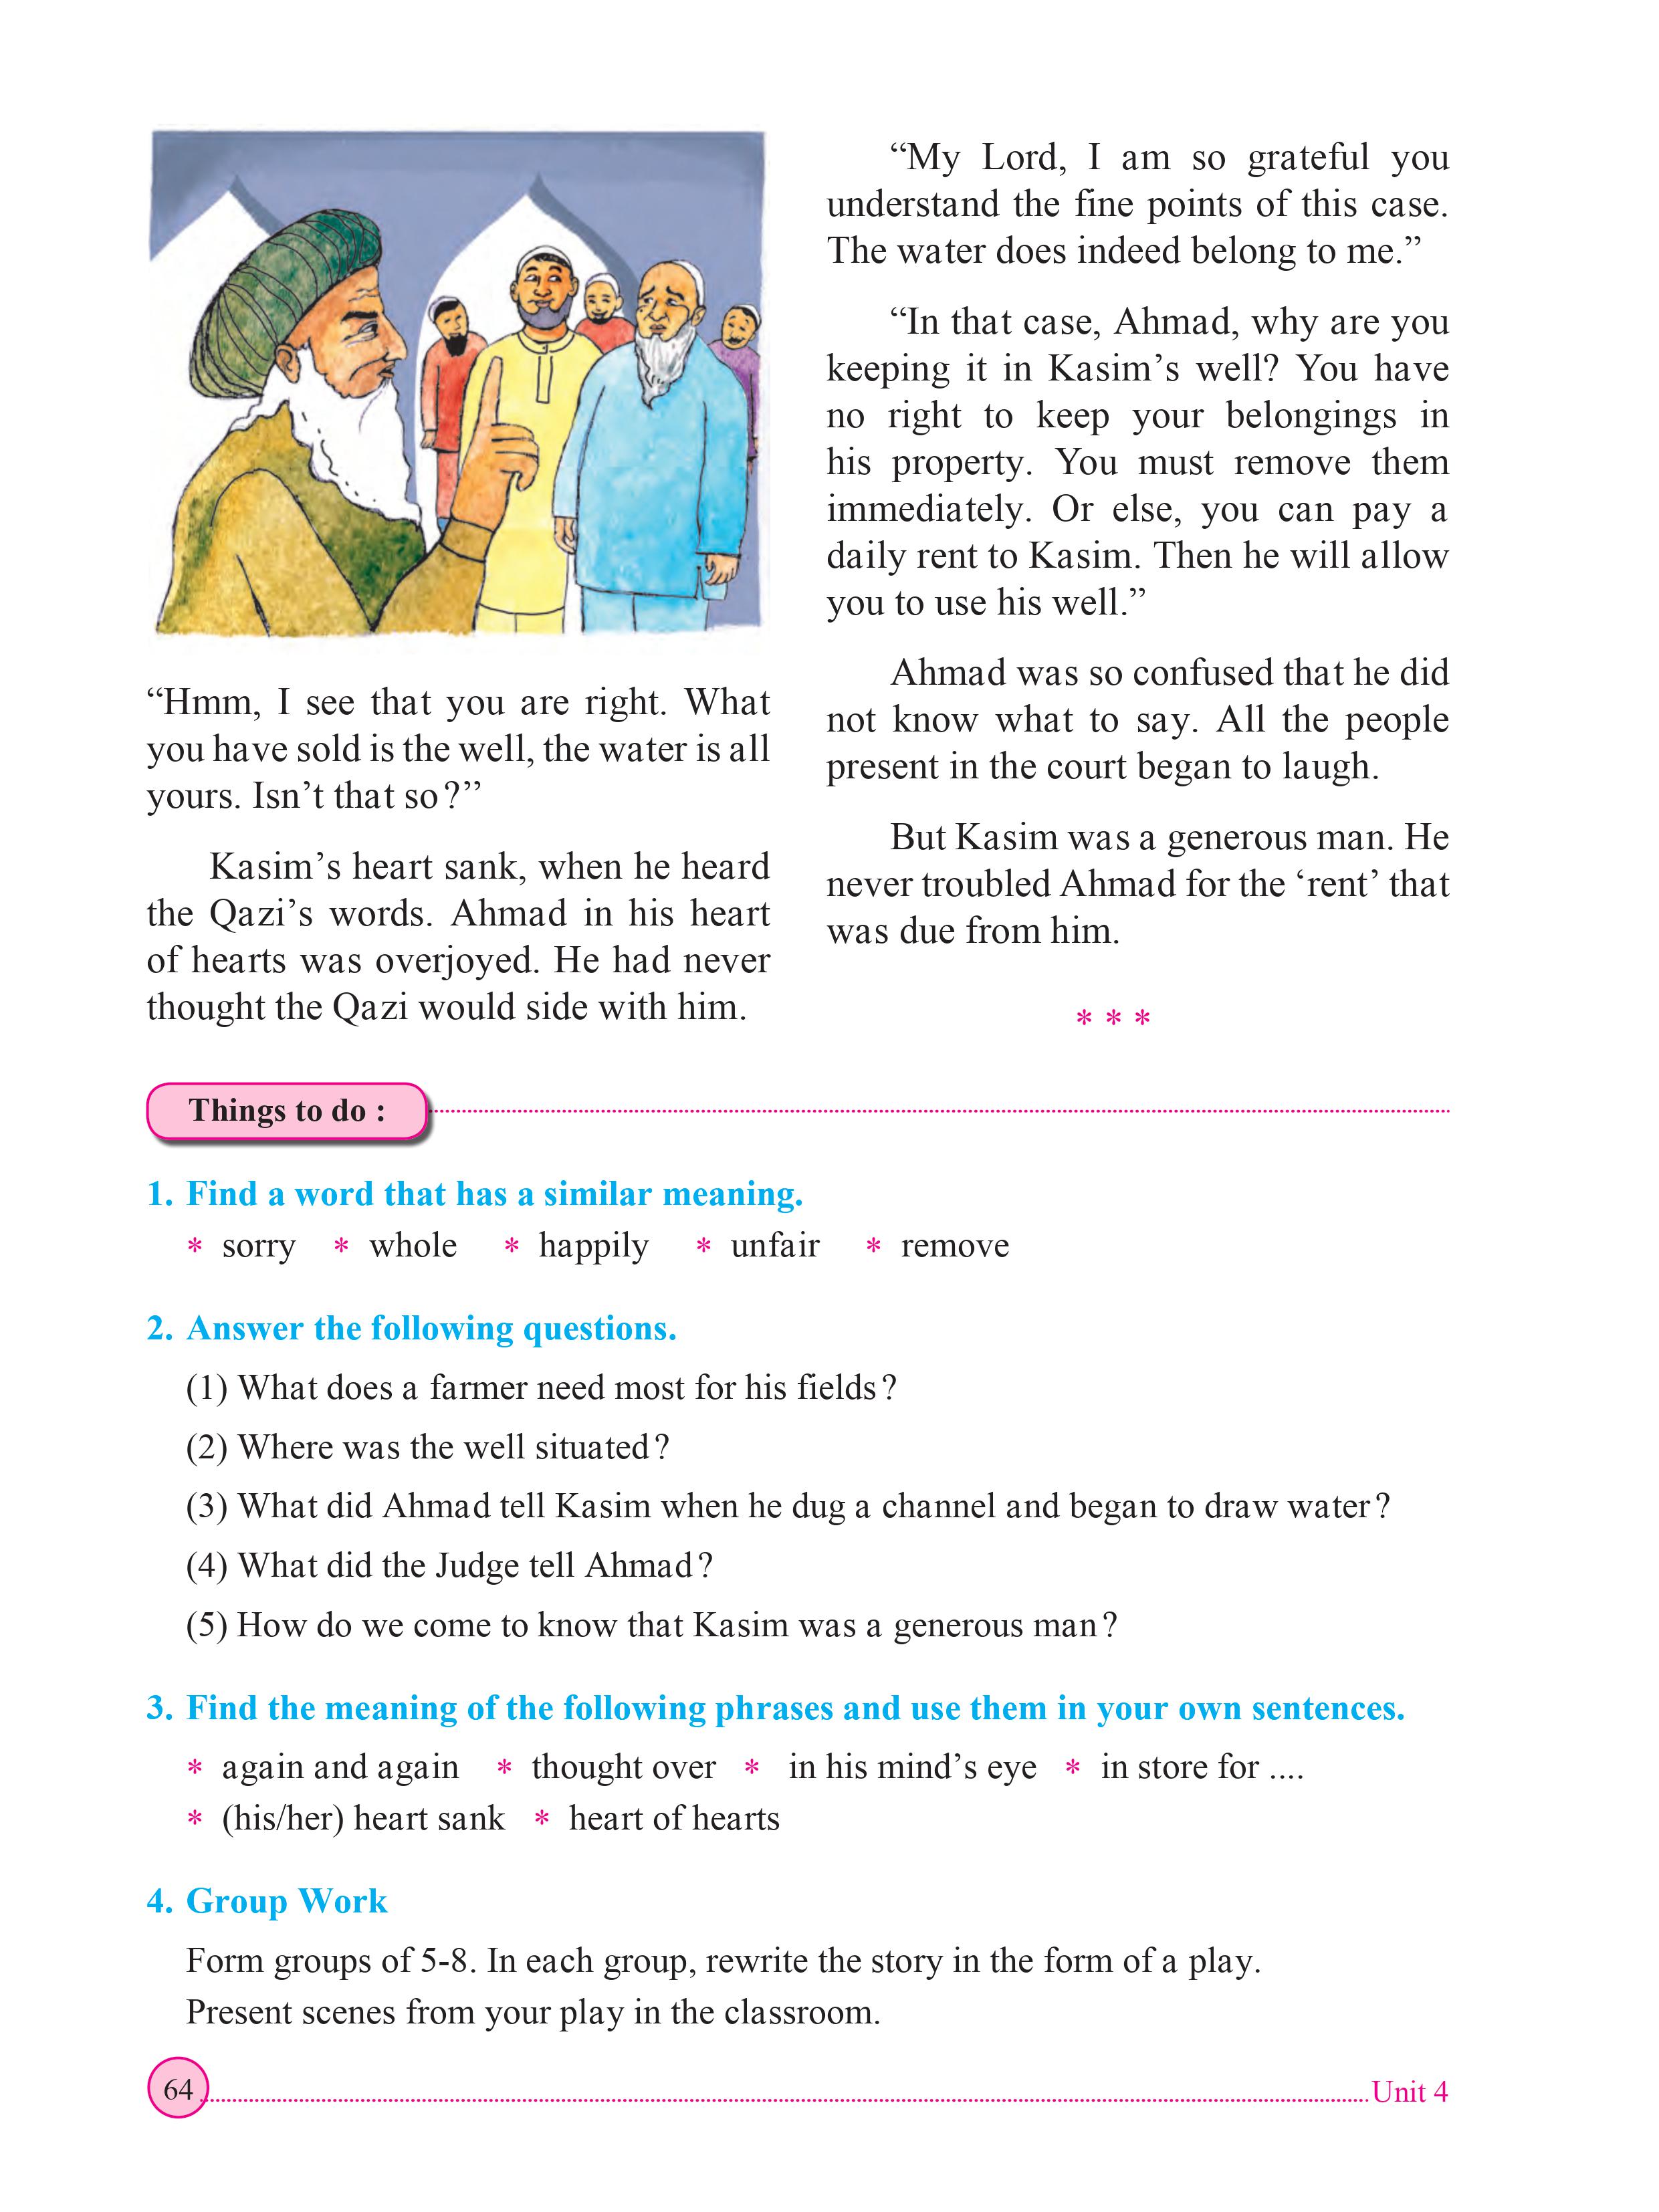 “Hmm, I see that you are right. What
you have sold is the well, the water is all
yours. Isn’t that so?”
Kasim’s heart sank, when he heard
the Qazi’s words. Ahmad in his heart
of hearts was overjoyed. He had never
thought the Qazi would side with him.
“My Lord, I am so grateful you
understand the fine points of this case.
The water does indeed belong to me.”
“In that case, Ahmad, why are you
keeping it in Kasim’s well? You have
no right to keep your belongings in
his property. You must remove them
immediately. Or else, you can pay a
daily rent to Kasim. Then he will allow
you to use his well.”
Ahmad was so confused that he did
not know what to say. All the people
present in the court began to laugh.
But Kasim was a generous man. He
never troubled Ahmad for the ‘rent’ that
was due from him.
* * *
Things to do :
1. Find a word that has a similar meaning.
* sorry * whole * happily * unfair * remove
2. Answer the following questions.
(1) What does a farmer need most for his fields?
(2) Where was the well situated?
(3) What did Ahmad tell Kasim when he dug a channel and began to draw water?
(4) What did the Judge tell Ahmad?
(5) How do we come to know that Kasim was a generous man?
3. Find the meaning of the following phrases and use them in your own sentences.
* again and again * thought over * in his mind’s eye * in store for ....
* (his/her) heart sank * heart of hearts
4. Group Work
Form groups of 5-8. In each group, rewrite the story in the form of a play.
Present scenes from your play in the classroom.
64
Unit 4